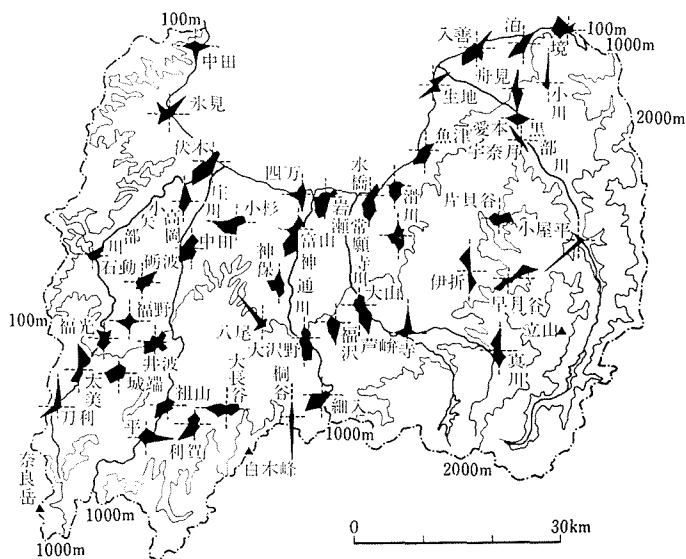 100m
中田
氷見
伏木
入善
泊
境
100m
1000m
舟見
小川
生地
2000m
魚津
愛本
宇奈月
黒部川
四方
水橋
岩瀬
滑川
庄川
小矢部川
高岡
小杉
中田
富山
常願寺川
神通川
神保
片貝谷
小屋平
伊折
早月谷
立山
石動
砺波
福野
100m
福光
井波
城端
太美
刀利
八尾
大沢野
大山
福沢
芦峅寺
真川
大長谷
桐谷
祖山
細入
平
利賀
白木峰
奈良岳
1000m
1000m
1000m
2000m
0
30km